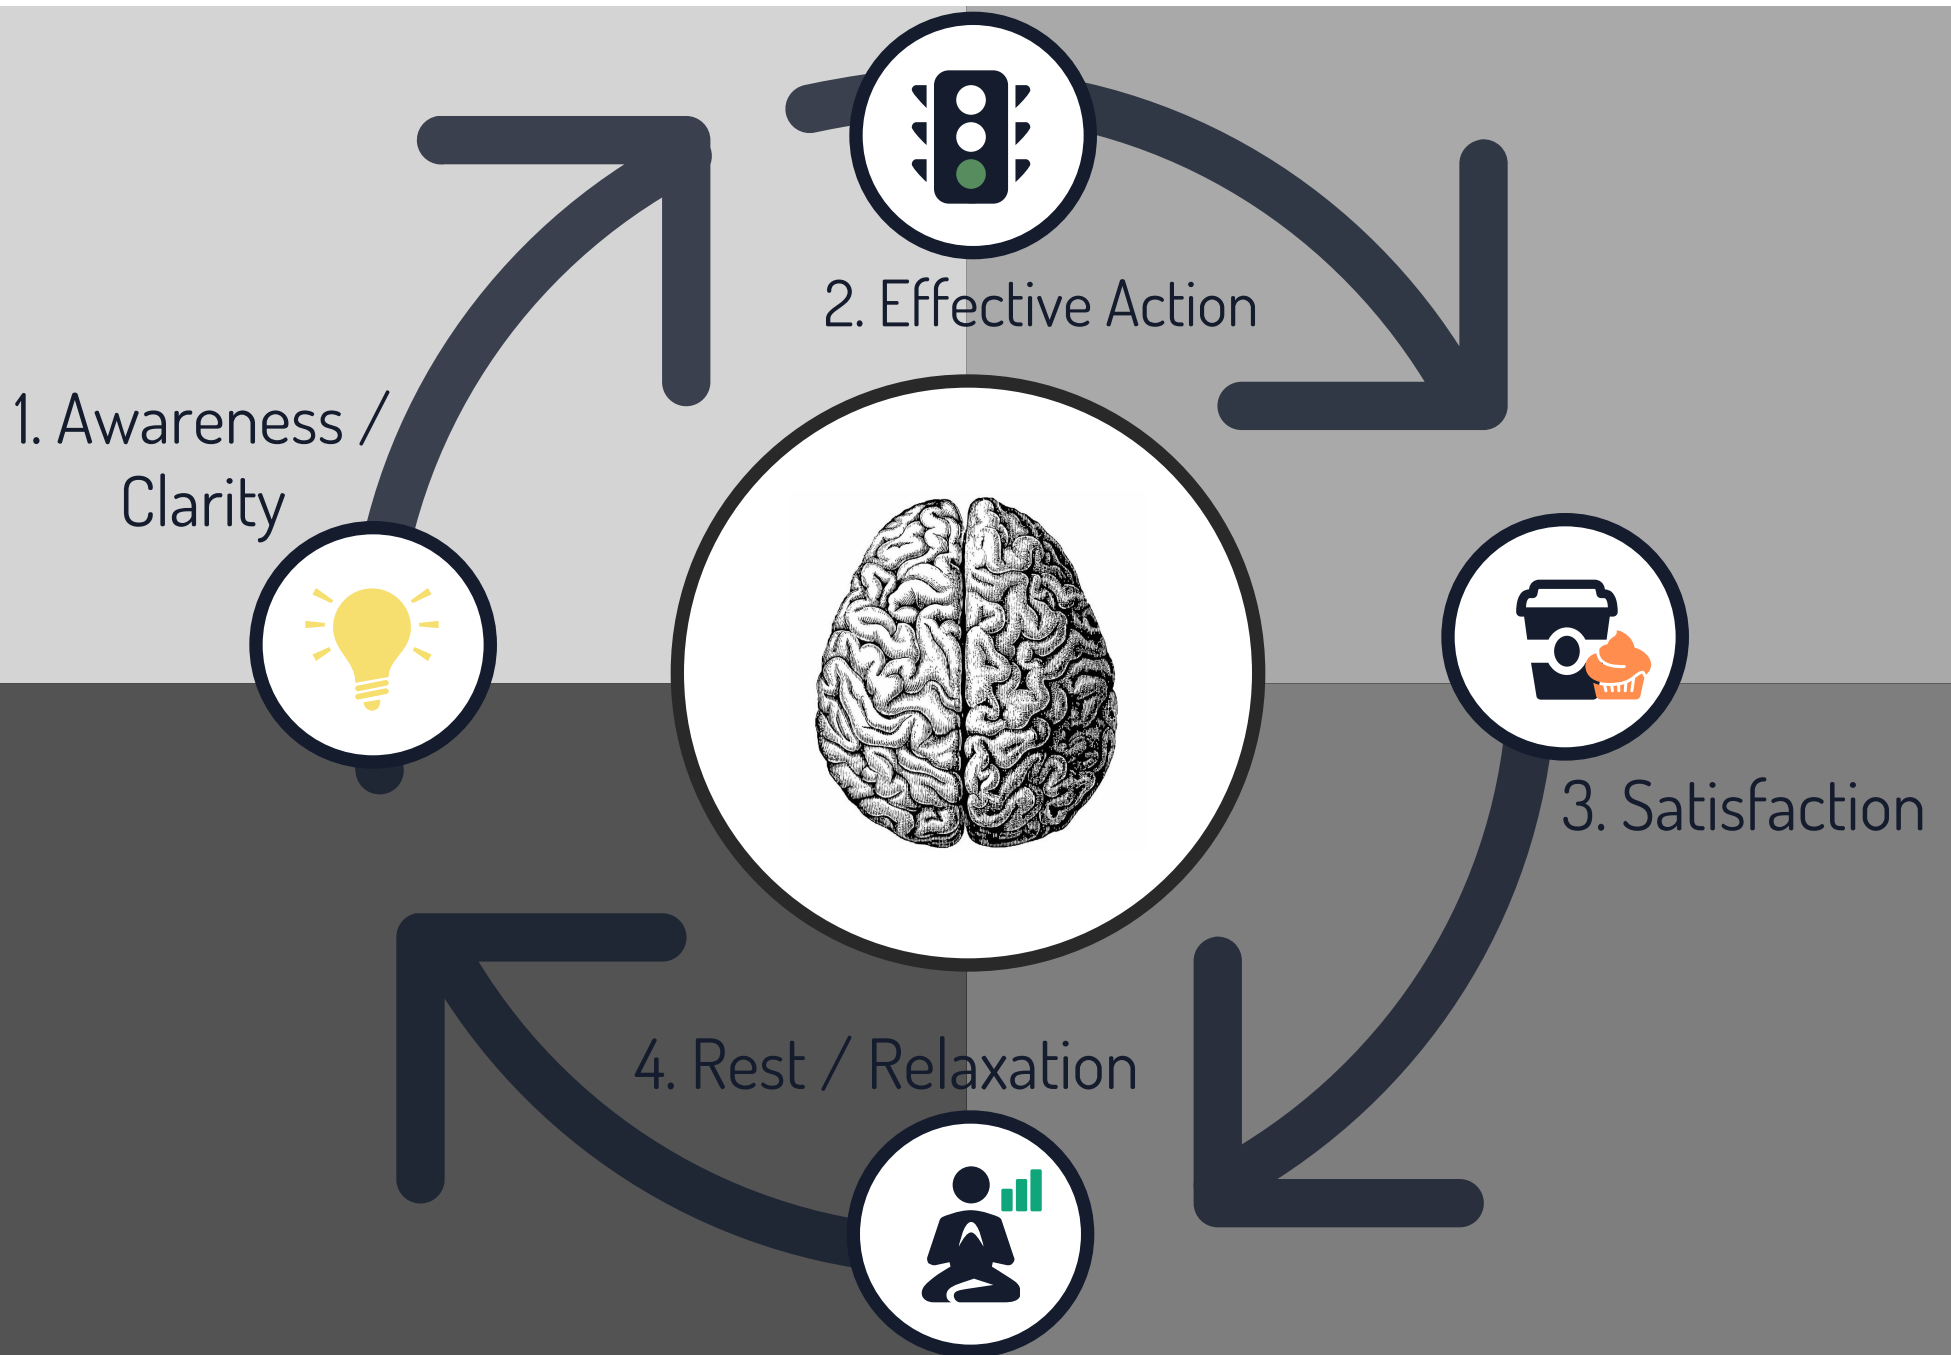 1. Awareness /
Clarity
2. Effective Action
3. Satisfaction
4. Rest / Relaxation